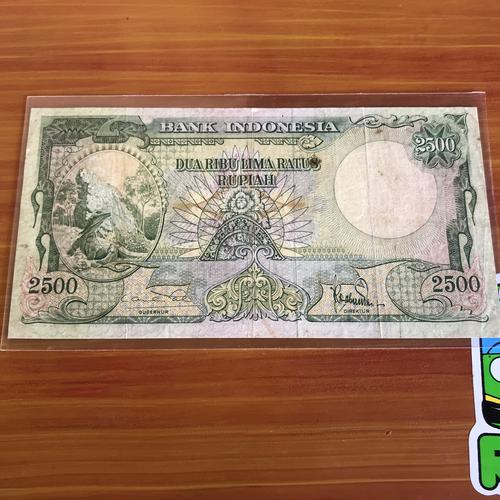 BANK INDONESIA
2500
DUA RIBU LIMA RATUS
RUPIAH
2500
2500
GUBERNUR
DIREKTUR